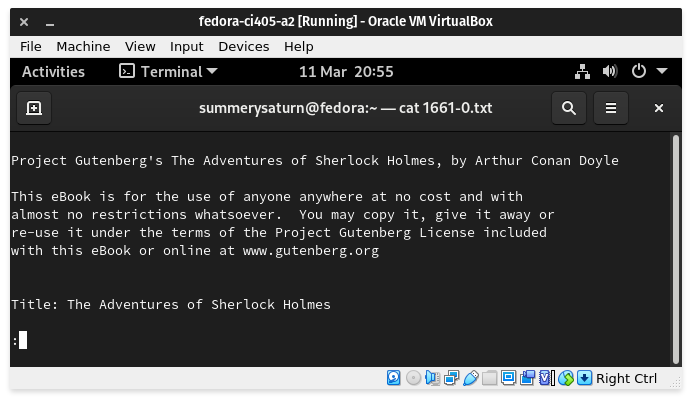 fedora-ci405-a2 [Running] - Oracle VM VirtualBox
File Machine View Input Devices Help
Activities Terminal 11 Mar 20:55
summerysaturn@fedora:~ — cat 1661-0.txt
Project Gutenberg's The Adventures of Sherlock Holmes, by Arthur Conan Doyle
This eBook is for the use of anyone anywhere at no cost and with
almost no restrictions whatsoever.  You may copy it, give it away or
re-use it under the terms of the Project Gutenberg License included
with this eBook or online at www.gutenberg.org
Title: The Adventures of Sherlock Holmes
:
Right Ctrl